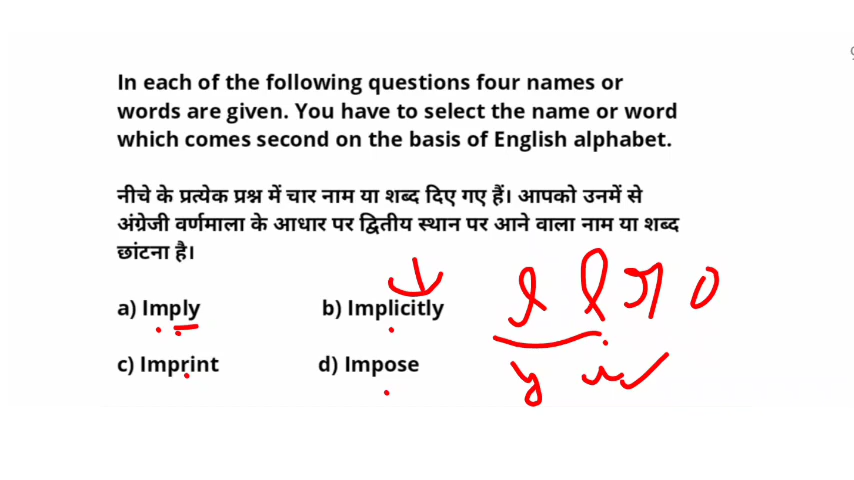 In each of the following questions four names or
words are given. You have to select the name or word
which comes second on the basis of English alphabet.
नीचे के प्रत्येक प्रश्न में चार नाम या शब्द दिए गए हैं। आपको उनमें से
अंग्रेजी वर्णमाला के आधार पर द्वितीय स्थान पर आने वाला नाम या शब्द
छांटना है।
a) Imply b) Implicitly
c) Imprint d) Impose